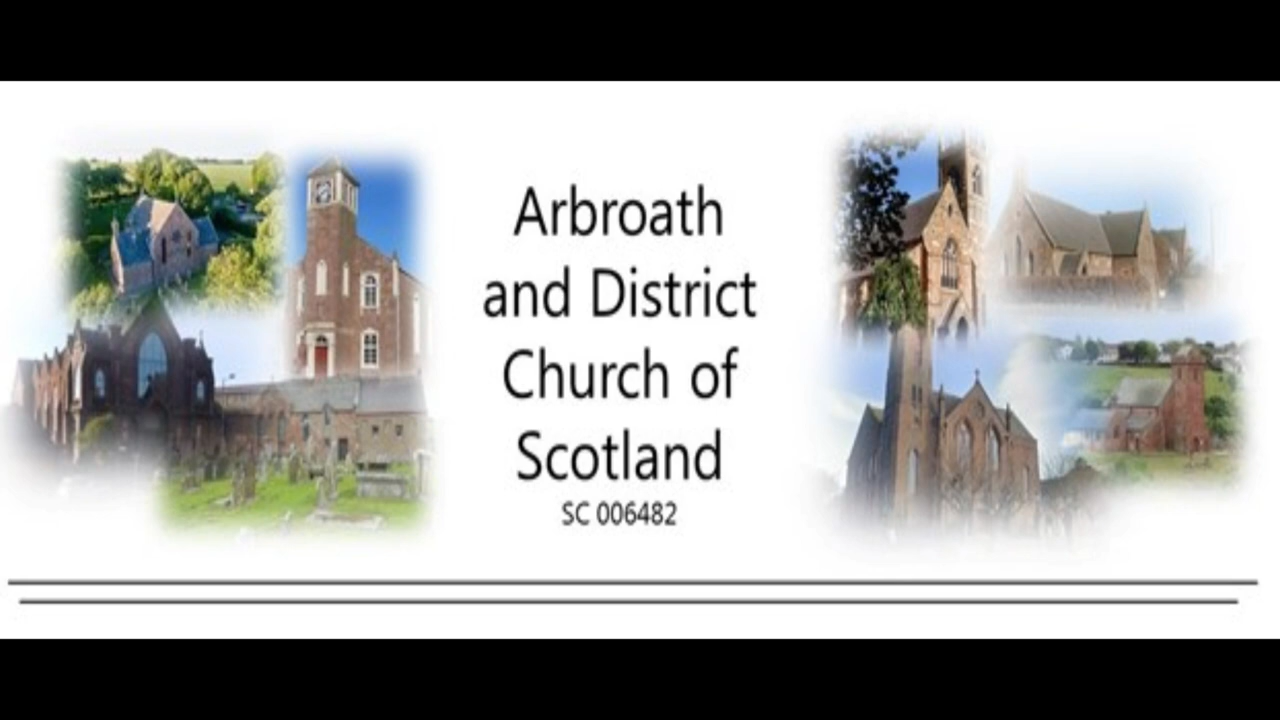 Arbroath
and District
Church of
Scotland
SC 006482